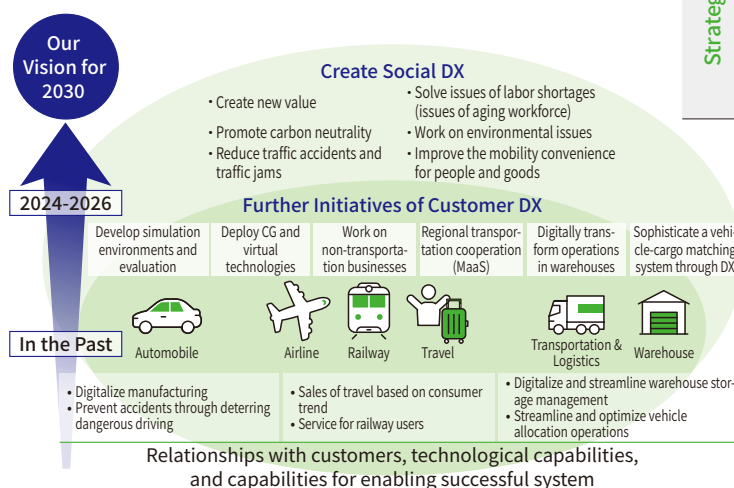 Our
Vision for
2030
Strateg
Create Social DX
• Create new value
• Promote carbon neutrality
• Reduce traffic accidents and
traffic jams
• Solve issues of labor shortages
(issues of aging workforce)
• Work on environmental issues
• Improve the mobility convenience
for people and goods
2024-2026
Further Initiatives of Customer DX
Develop simulation
environments and
evaluation
Deploy CG and
virtual
technologies
Work on
non-transporta-
tion businesses
Regional transpor-
tation cooperation
(MaaS)
Digitally trans-
form operations
in warehouses
Sophisticate a vehi-
cle-cargo matching
system through DX
In the Past
Automobile
Airline
Railway
Travel
Transportation &
Logistics
Warehouse
• Digitalize manufacturing
• Prevent accidents through deterring
dangerous driving
• Sales of travel based on consumer
trend
• Service for railway users
• Digitalize and streamline warehouse stor-
age management
• Streamline and optimize vehicle
allocation operations
Relationships with customers, technological capabilities,
and capabilities for enabling successful system